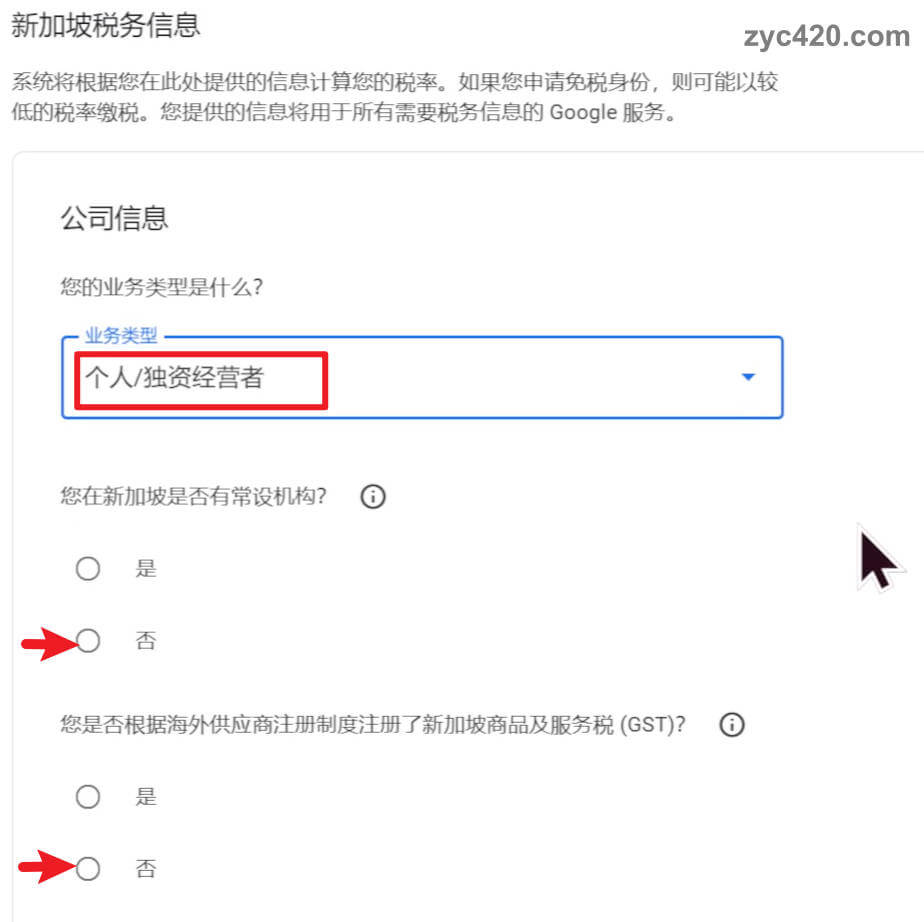 新加坡税务信息
zyc420.com
系统将根据您在此处提供的信息计算您的税率。如果您申请免税身份，则可能以较
低的税率缴税。您提供的信息将用于所有需要税务信息的 Google 服务。
公司信息
您的业务类型是什么？
业务类型
个人/独资经营者
您在新加坡是否有常设机构？
是
否
您是否根据海外供应商注册制度注册了新加坡商品及服务税 (GST)？
是
否